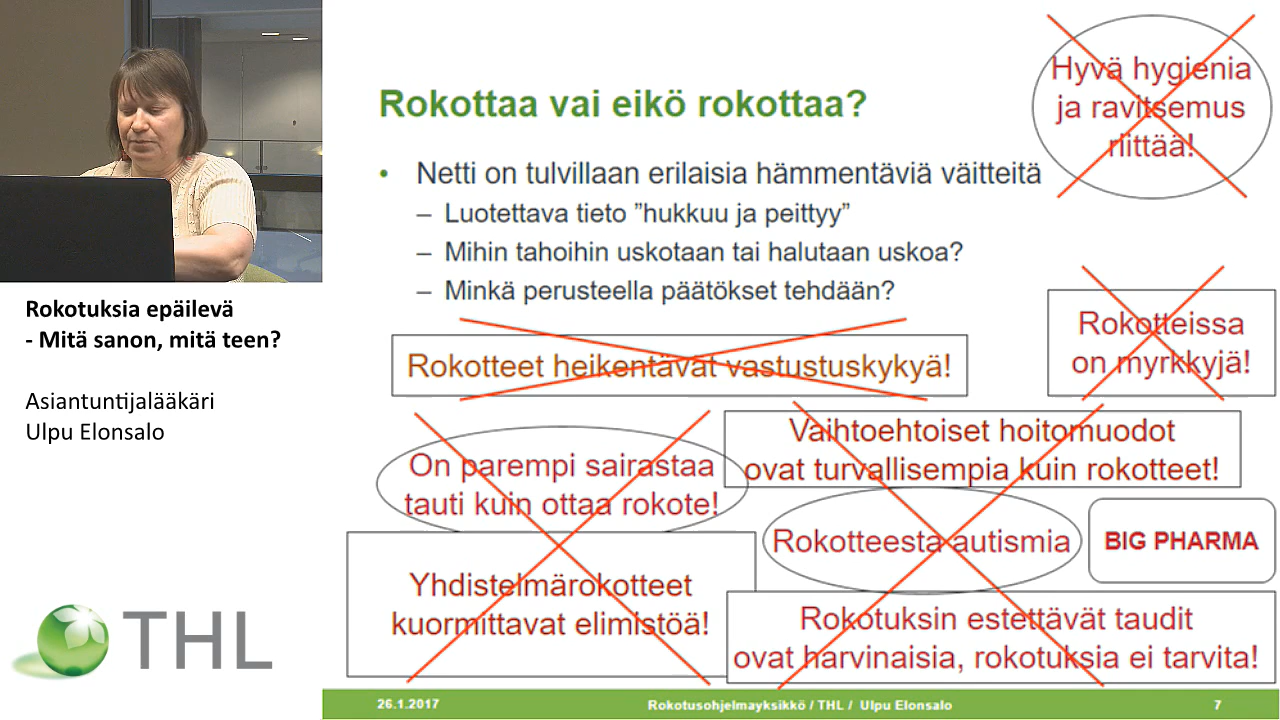 Hyvä hygienia
ja ravitsemus
riittää!
Rokottaa vai eikö rokottaa?
• Netti on tulvillaan erilaisia hämmentäviä väitteitä
– Luotettava tieto ”hukkuu ja peittyy”
– Mihin tahoihin uskotaan tai halutaan uskoa?
– Minkä perusteella päätökset tehdään?
Rokotuksia epäilevä
- Mitä sanon, mitä teen?
Asiantuntijalääkäri
Ulpu Elonsalo
Rokotteet heikentävät vastustuskykyä!
Rokotteissa
on myrkkyjä!
Vaihtoehtoiset hoitomuodot
ovat turvallisempia kuin rokotteet!
On parempi sairastaa
tauti kuin ottaa rokote!
Rokotteesta autismia
BIG PHARMA
Yhdistelmärokotteet
kuormittavat elimistöä!
Rokotuksin estettävät taudit
ovat harvinaisia, rokotuksia ei tarvita!
THL
26.1.2017
Rokotusohjelmayksikkö / THL / Ulpu Elonsalo
7